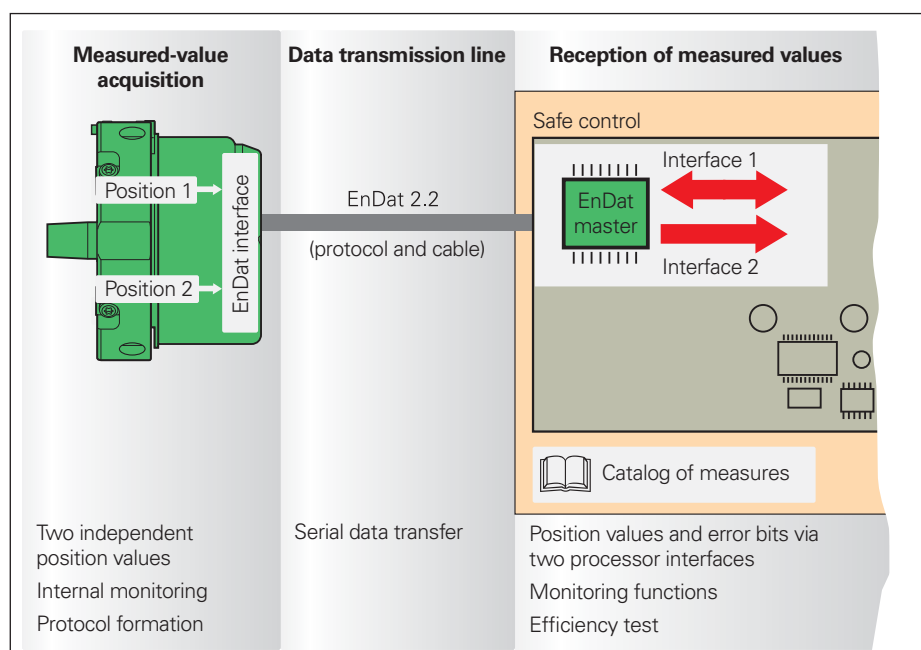 Measured-value
acquisition
Data transmission line
Reception of measured values
Safe control
Position 1
Position 2
EnDat interface
EnDat 2.2
(protocol and cable)
EnDat
master
Interface 1
Interface 2
Catalog of measures
Two independent
position values
Internal monitoring
Protocol formation
Serial data transfer
Position values and error bits via
two processor interfaces
Monitoring functions
Efficiency test